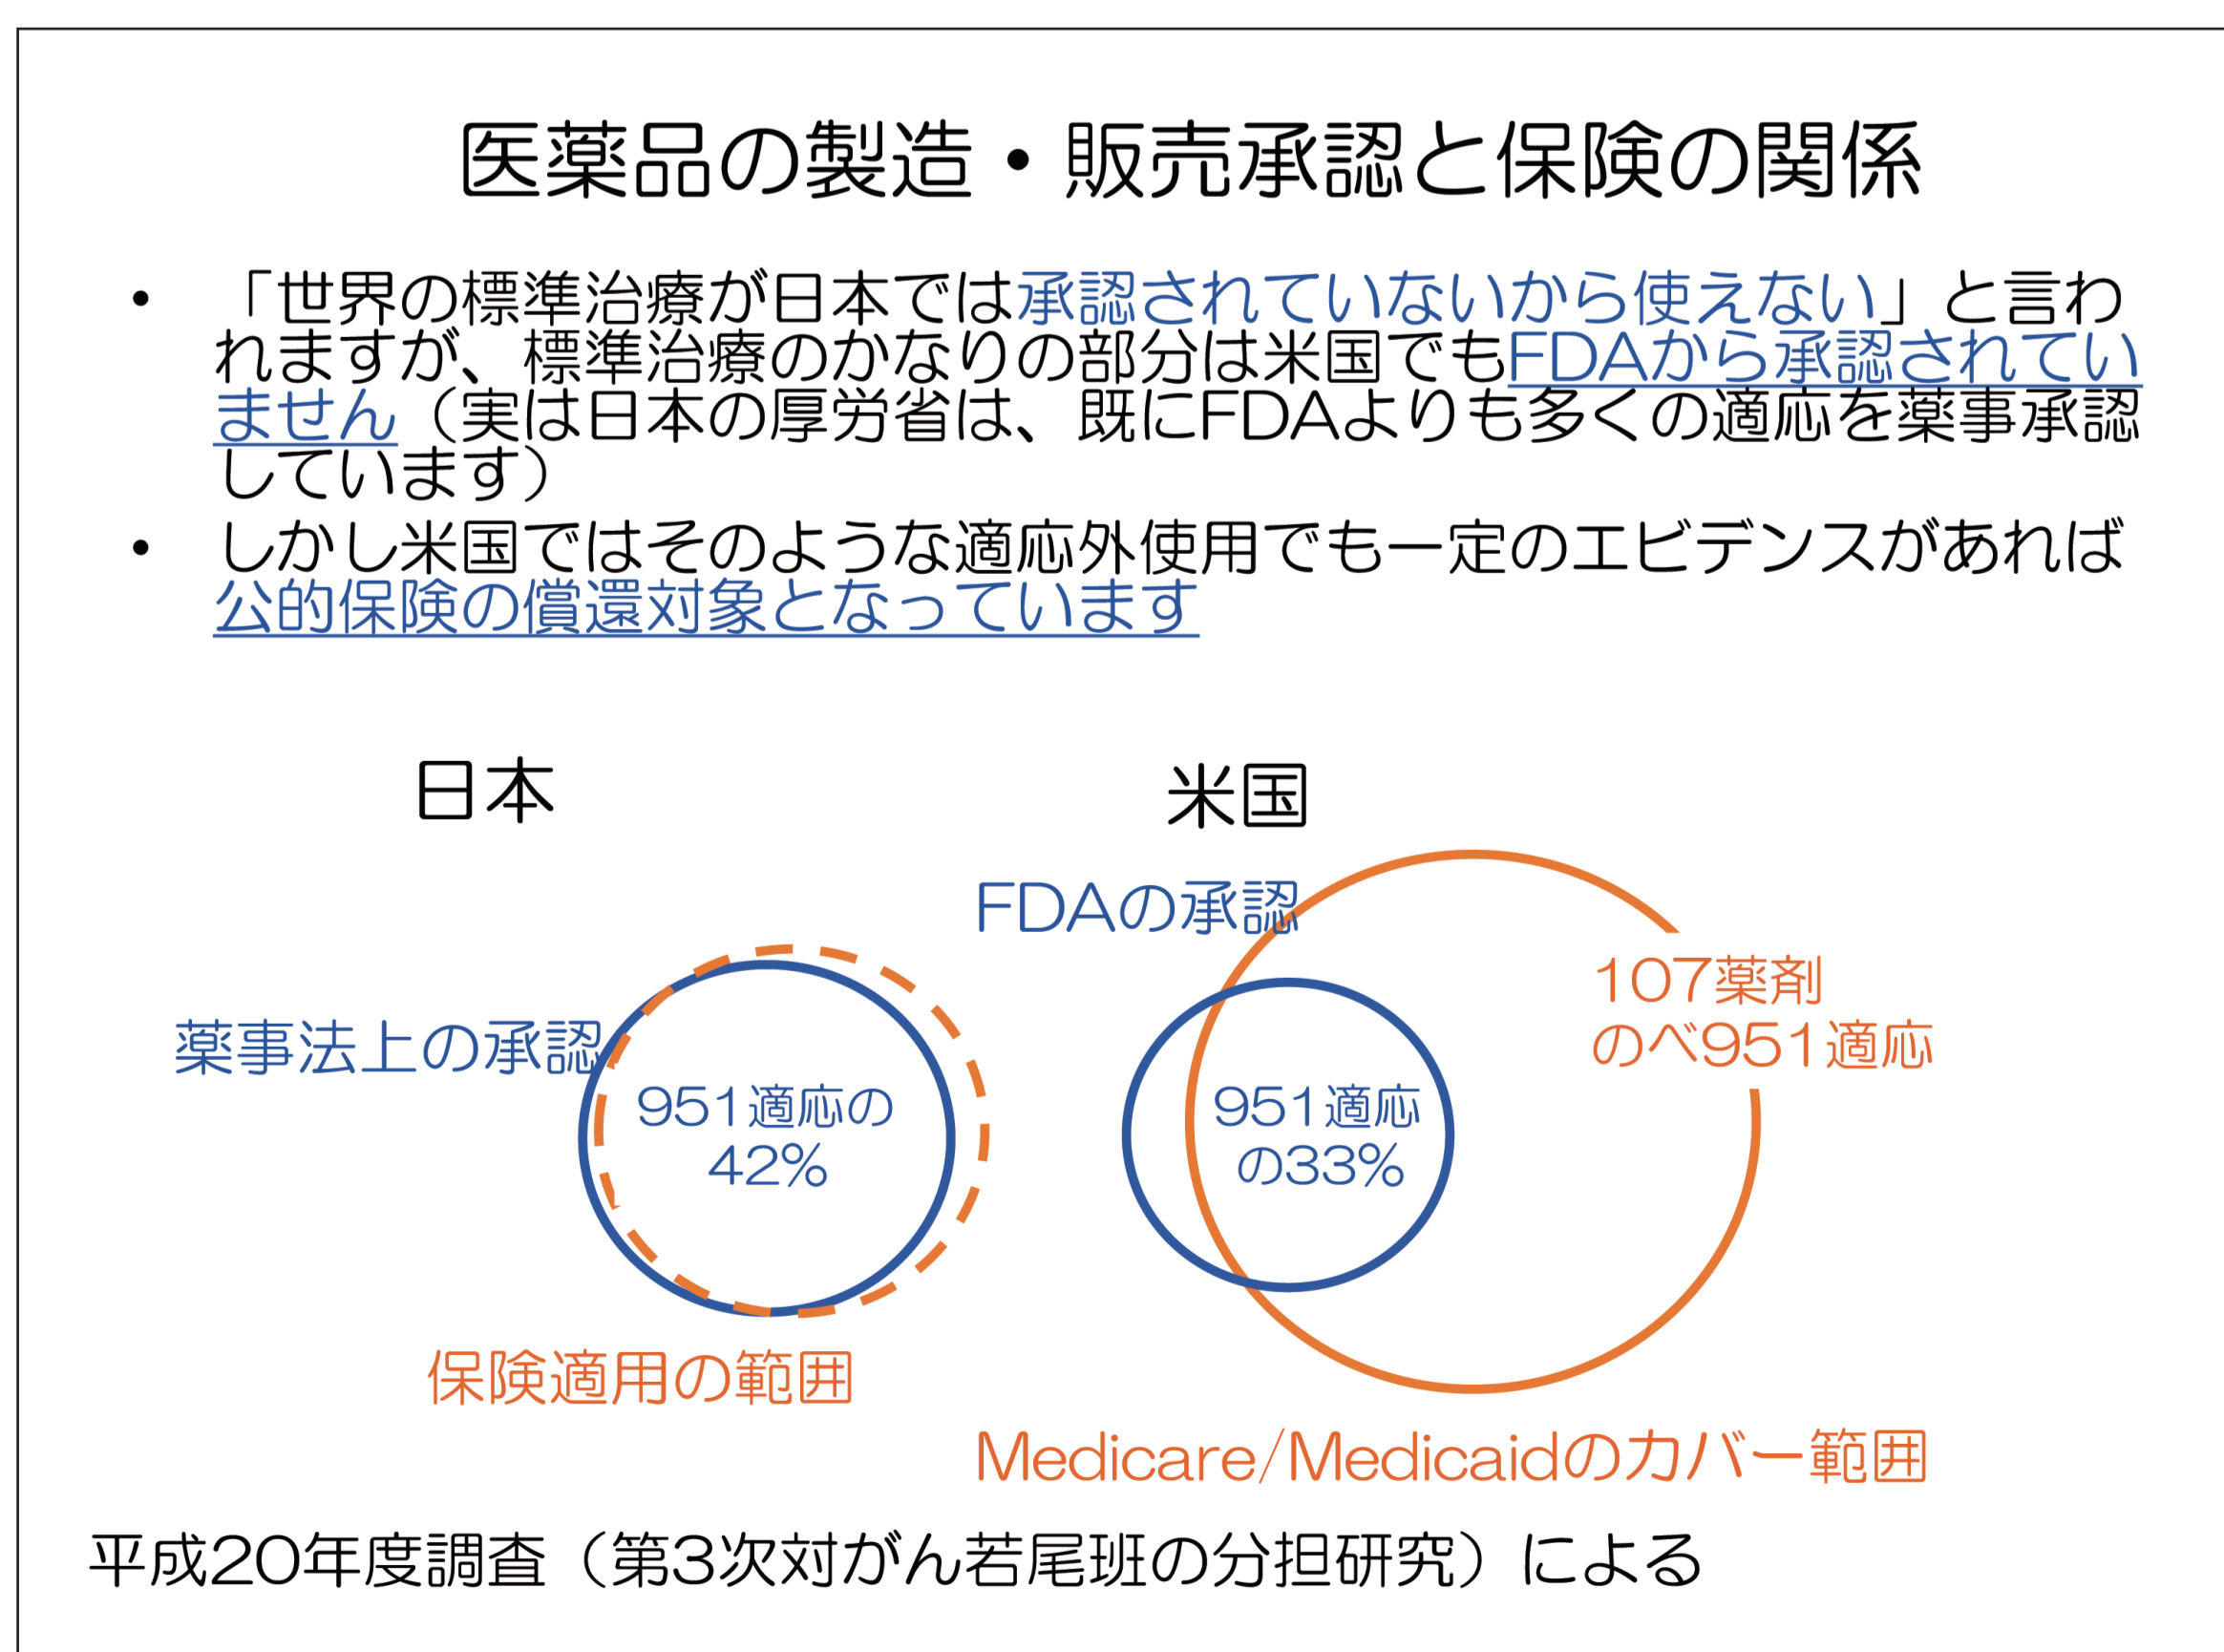 医薬品の製造・販売承認と保険の関係
• 「世界の標準治療が日本では承認されていないから使えない」と言わ
れますが、標準治療のかなりの部分は米国でもFDAから承認されてい
ません（実は日本の厚労省は、既にFDAよりも多くの適応を薬事承認
しています）
• しかし米国ではそのような適応外使用でも一定のエビデンスがあれば
公的保険の償還対象となっています
日本
薬事法上の承認
951適応の
42%
保険適用の範囲
米国
FDAの承認
951適応
の33%
107薬剤
のべ951適応
Medicare/Medicaidのカバー範囲
平成20年度調査（第3次対がん若尾班の分担研究）による